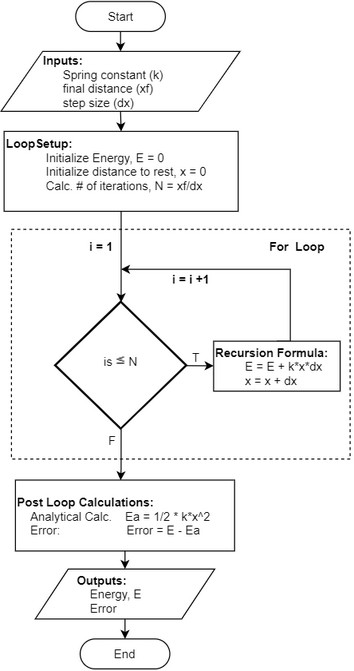 Start
Inputs:
Spring constant (k)
final distance (xf)
step size (dx)
LoopSetup:
Initialize Energy, E = 0
Initialize distance to rest, x = 0
Calc. # of iterations, N = xf/dx
i = 1
For Loop
i = i +1
is ≦ N
T
Recursion Formula:
E = E + k*x*dx
x = x + dx
F
Post Loop Calculations:
Analytical Calc. Ea = 1/2 * k*x^2
Error: Error = E - Ea
Outputs:
Energy, E
Error
End